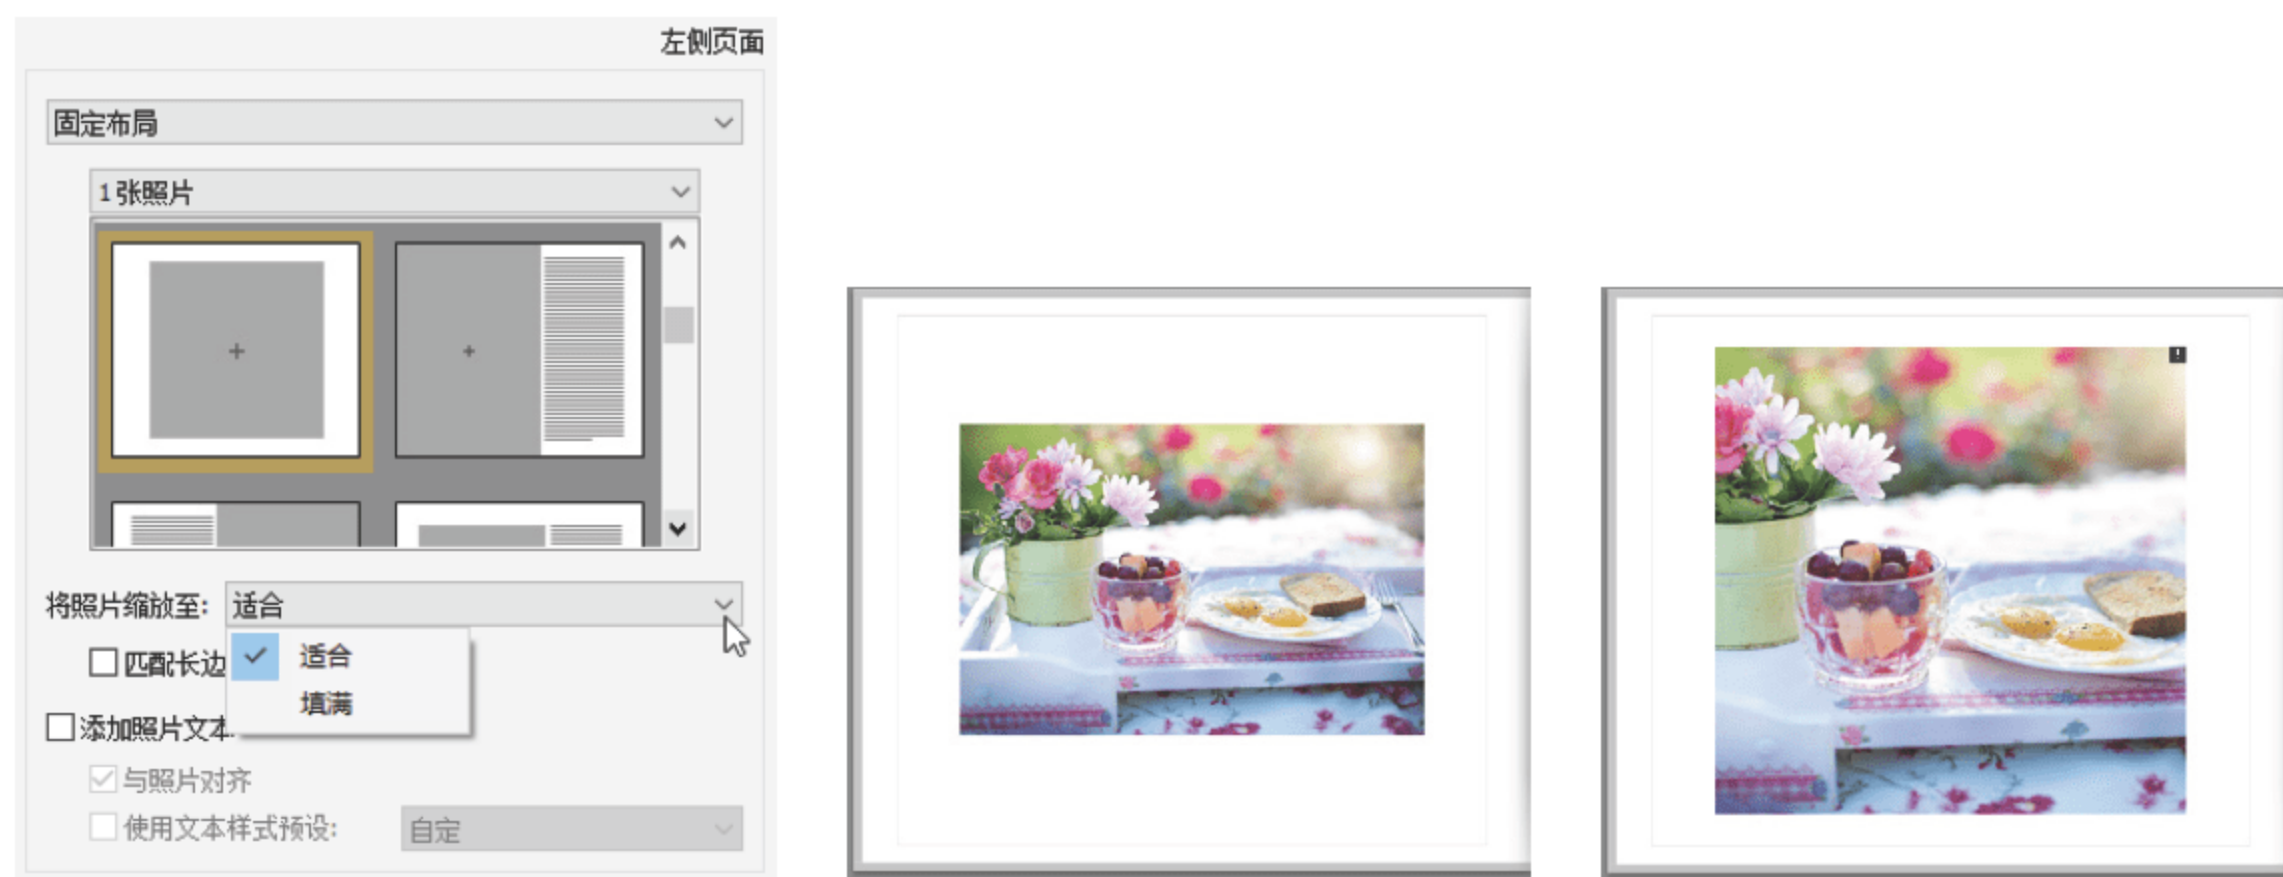 左侧页面
固定布局
1 张照片
将照片缩放至: 适合
匹配长边
适合
填满
添加照片文本
与照片对齐
使用文本样式预设: 自定